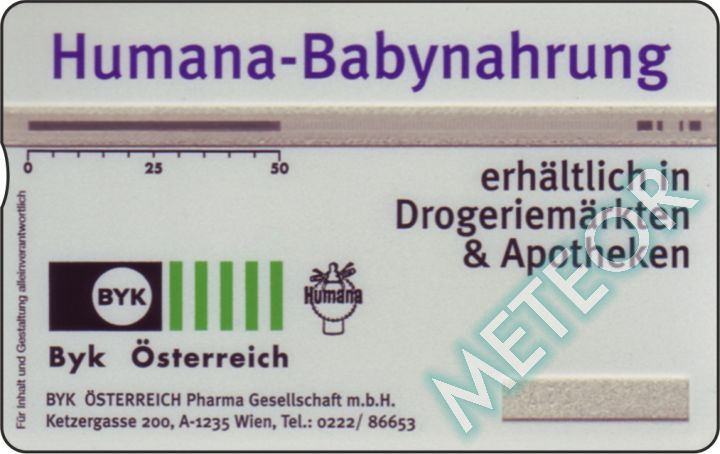 Humana-Babynahrung
0 25 50
erhältlich in
Drogeriemärkten
& Apotheken
Für Inhalt und Gestaltung alleinverantwortlich
BYK
Humana
Byk Österreich
BYK ÖSTERREICH Pharma Gesellschaft m.b.H.
Ketzergasse 200, A-1235 Wien, Tel.: 0222/ 86653
METEOR